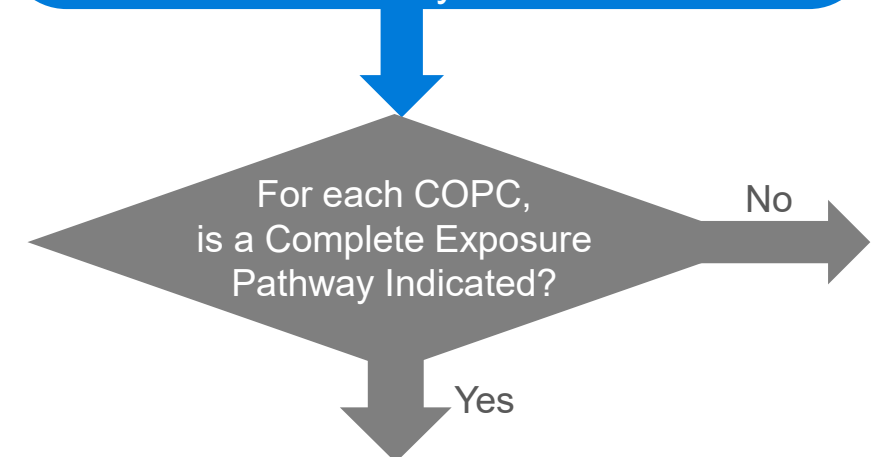 For each COPC,
No
is a Complete Exposure
Pathway Indicated?
Yes